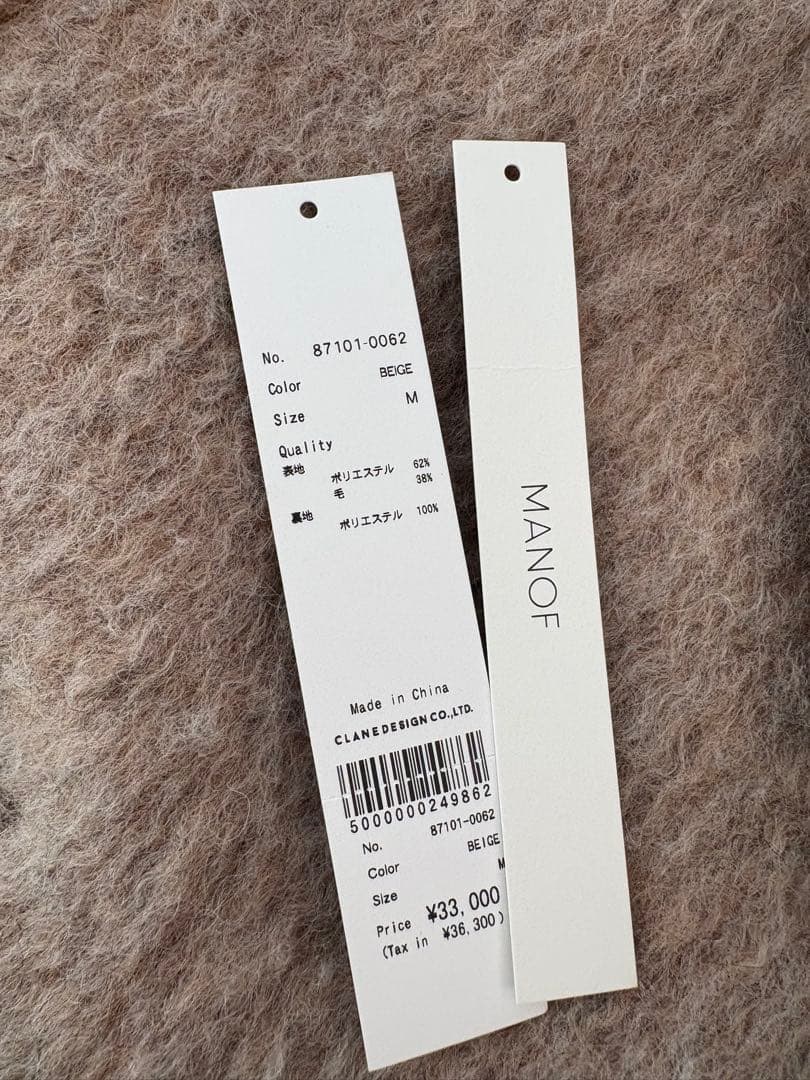 No. 87101-0062
Color BEIGE
Size M
Quality
表地 ポリエステル 62%
毛 38%
裏地 ポリエステル 100%
Made in China
CLANEDESIGN CO.,LTD.
5000000249862
No. 87101-0062
Color BEIGE
Size M
Price ¥33,000
(Tax in ¥36,300)
MANOF